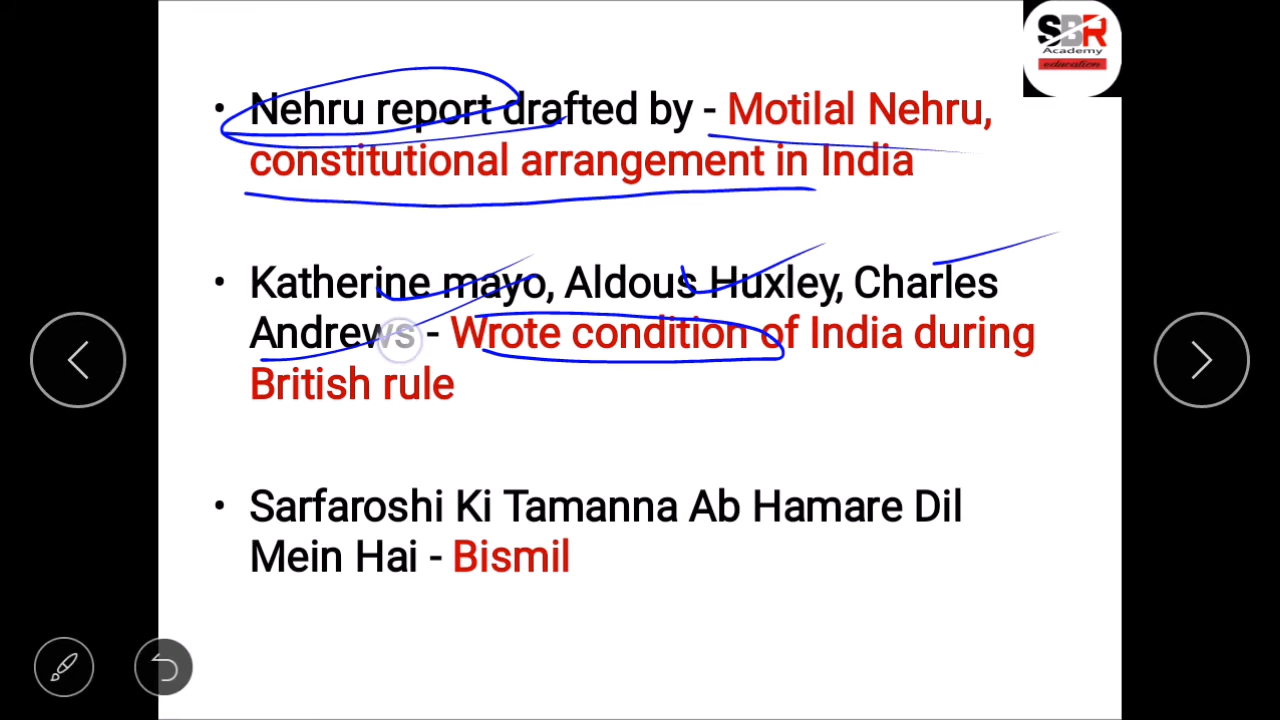 SBR
Academy
education
• Nehru report drafted by - Motilal Nehru,
constitutional arrangement in India
• Katherine mayo, Aldous Huxley, Charles
Andrews - Wrote condition of India during
British rule
• Sarfaroshi Ki Tamanna Ab Hamare Dil
Mein Hai - Bismil